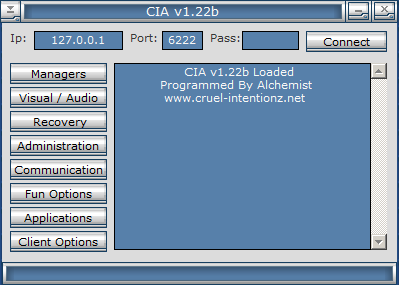 CIA v1.22b
Ip: 127.0.0.1 Port: 6222 Pass: Connect
Managers
Visual / Audio
Recovery
Administration
Communication
Fun Options
Applications
Client Options
CIA v1.22b Loaded
Programmed By Alchemist
www.cruel-intentionz.net